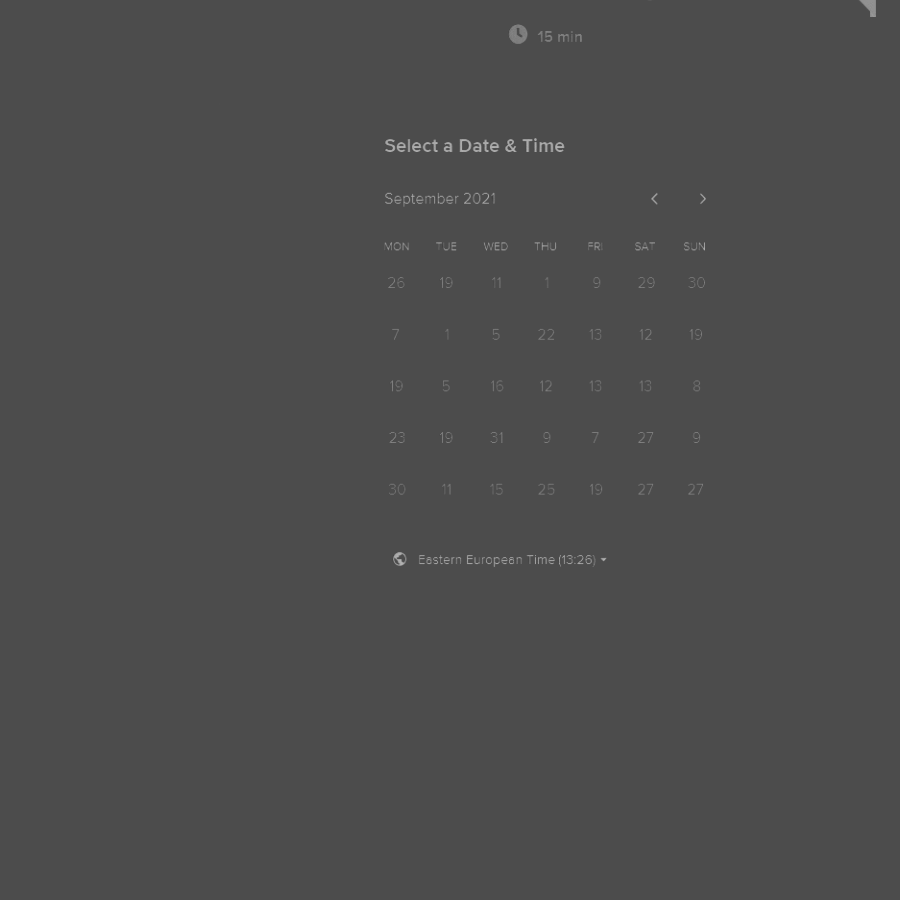 15 min
Select a Date & Time
September 2021
MON TUE WED THU FRI SAT SUN
26 19 11 1 9 29 30
7 1 5 22 13 12 19
19 5 16 12 13 13 8
23 19 31 9 7 27 9
30 11 15 25 19 27 27
Eastern European Time (13:26)